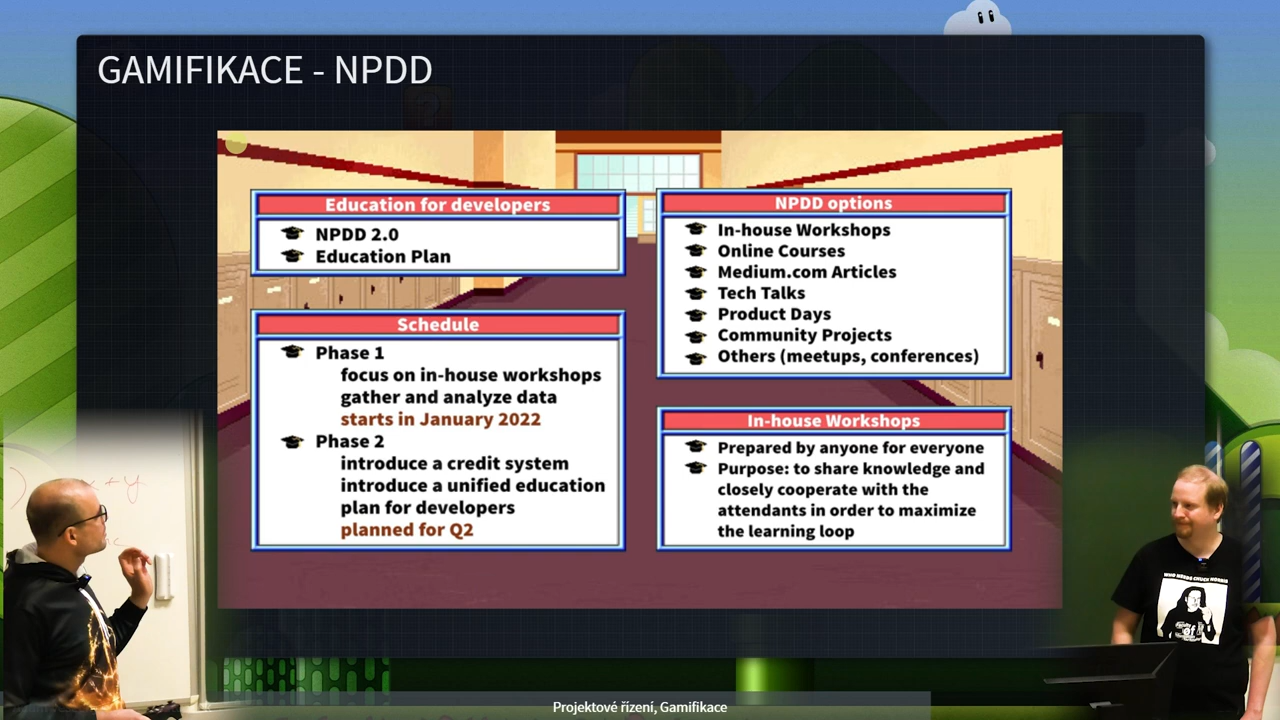 GAMIFIKACE - NPDD
Education for developers
NPDD 2.0
Education Plan
Schedule
Phase 1
focus on in-house workshops
gather and analyze data
starts in January 2022
Phase 2
introduce a credit system
introduce a unified education
plan for developers
planned for Q2
NPDD options
In-house Workshops
Online Courses
Medium.com Articles
Tech Talks
Product Days
Community Projects
Others (meetups, conferences)
In-house Workshops
Prepared by anyone for everyone
Purpose: to share knowledge and
closely cooperate with the
attendants in order to maximize
the learning loop
WHO NEEDS CHUCK NORRIS
Projektové řízení, Gamifikace